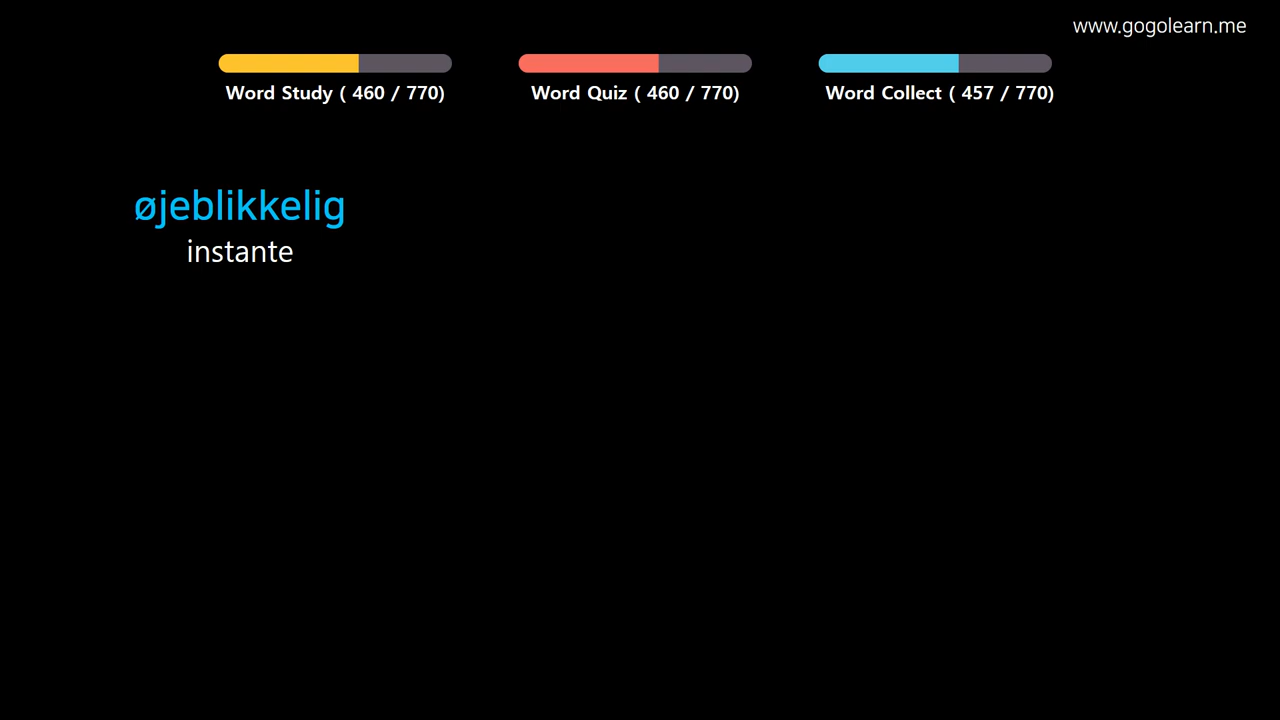 www.gogolearn.me
Word Study ( 460 / 770)
Word Quiz ( 460 / 770)
Word Collect ( 457 / 770)
øjeblikkelig
instante